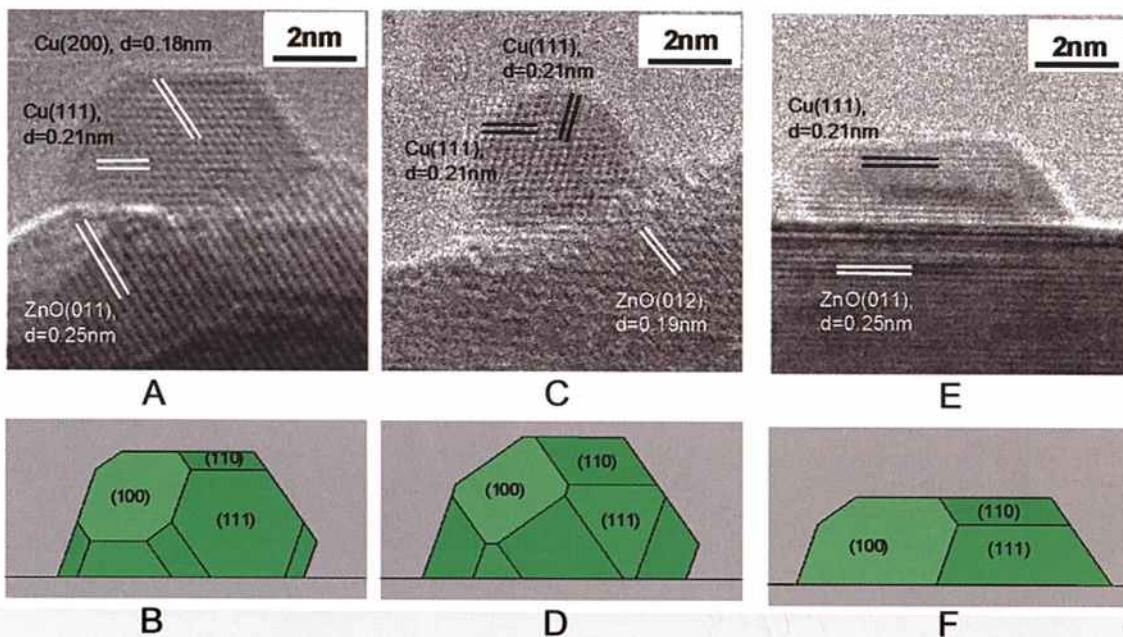 Cu(200), d=0.18nm
2nm
Cu(111),
d=0.21nm
ZnO(011),
d=0.25nm
A
Cu(111),
d=0.21nm
2nm
Cu(111),
d=0.21nm
ZnO(012),
d=0.19nm
C
2nm
Cu(111),
d=0.21nm
ZnO(011),
d=0.25nm
E
(110)
(100)
(111)
B
(110)
(100)
(111)
D
(110)
(100)
(111)
F